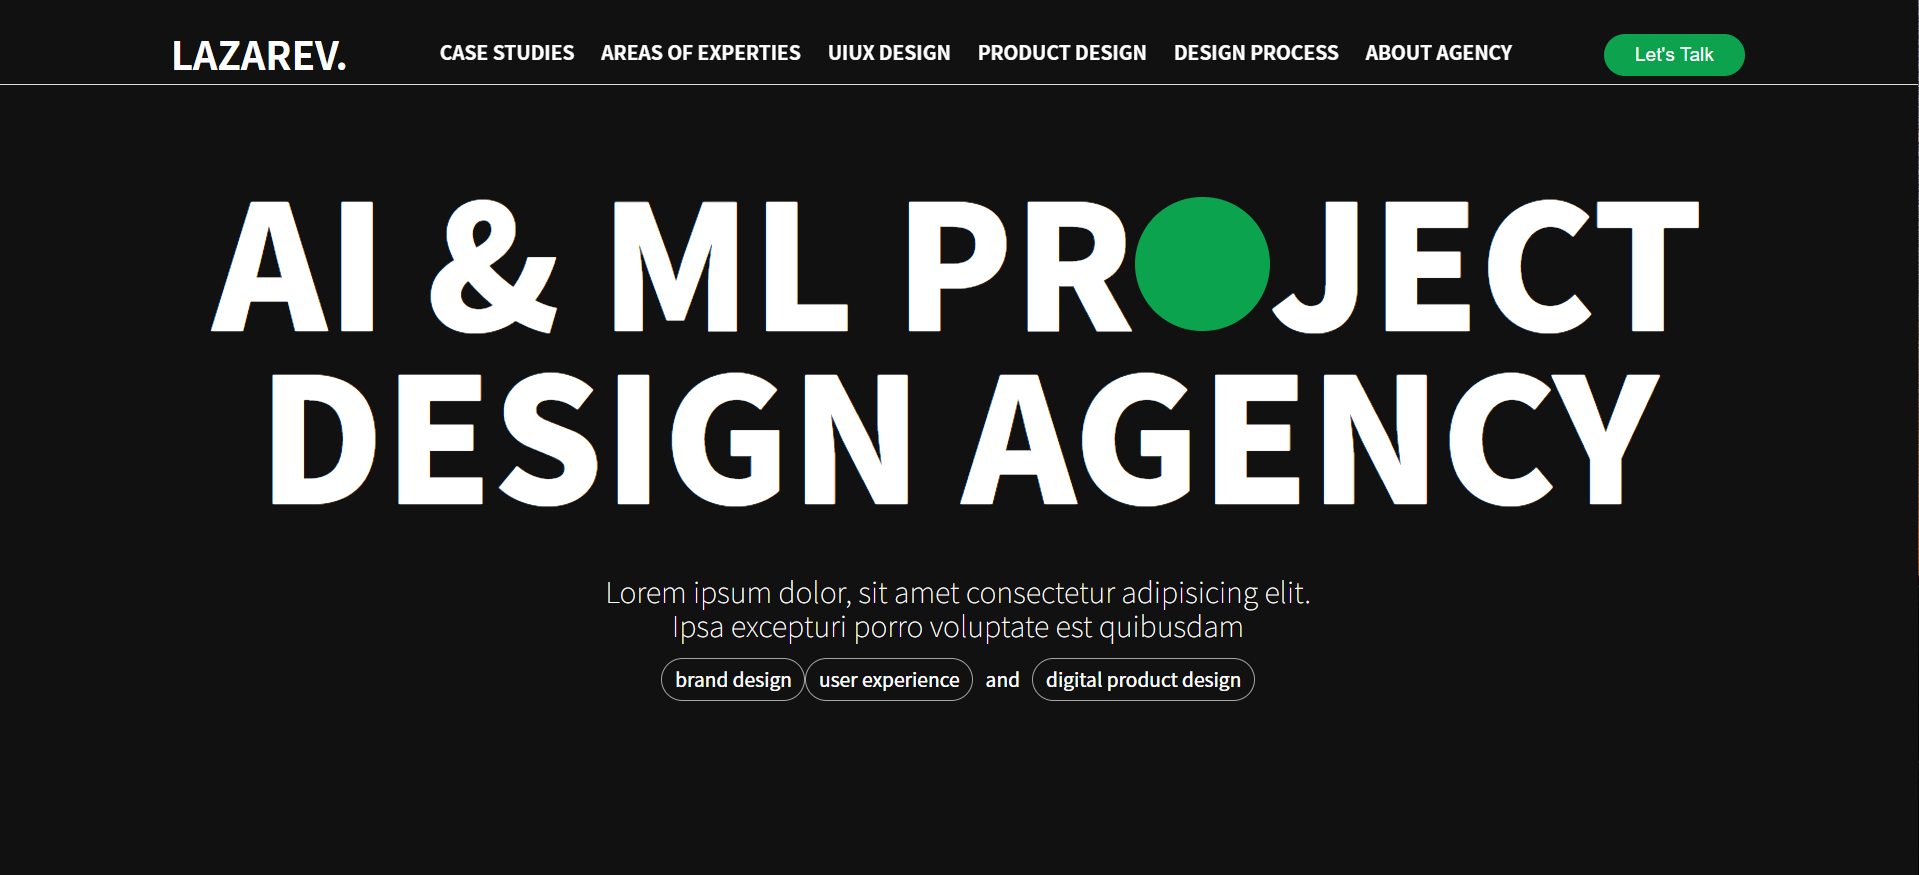 LAZAREV. CASE STUDIES AREAS OF EXPERTIES UIUX DESIGN PRODUCT DESIGN DESIGN PROCESS ABOUT AGENCY Let's Talk
AI & ML PR JECT
DESIGN AGENCY
Lorem ipsum dolor, sit amet consectetur adipisicing elit.
Ipsa excepturi porro voluptate est quibusdam
brand design user experience and digital product design